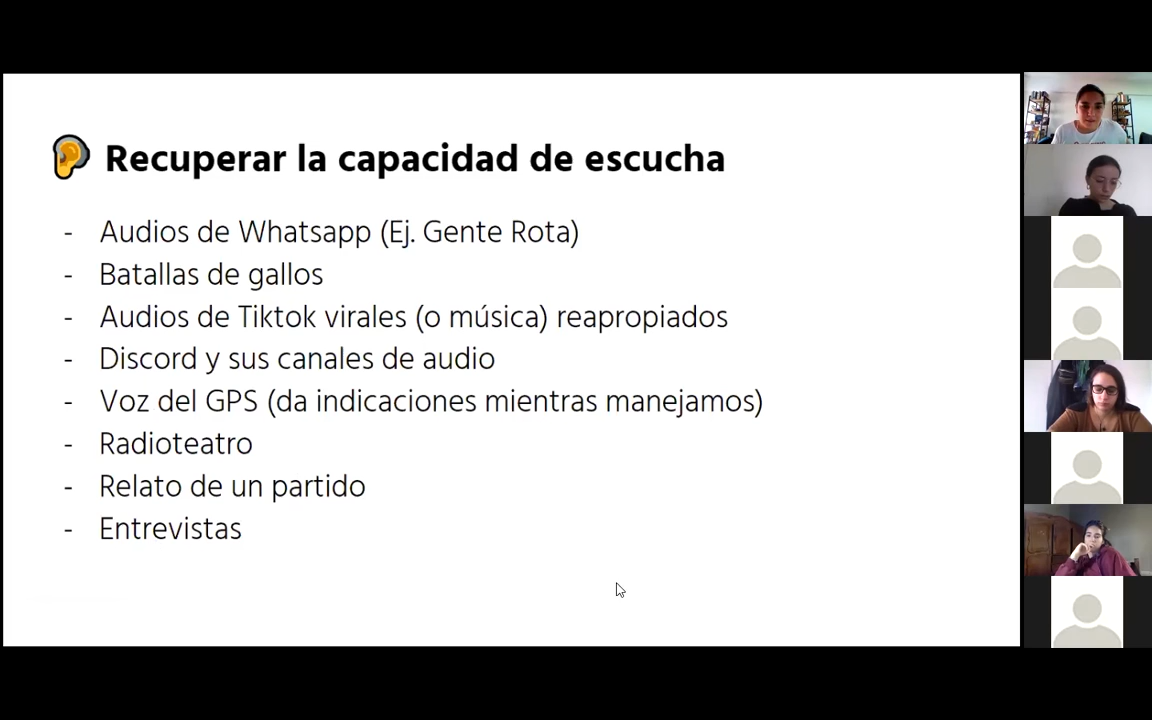 Recuperar la capacidad de escucha
- Audios de Whatsapp (Ej. Gente Rota)
- Batallas de gallos
- Audios de Tiktok virales (o música) reapropiados
- Discord y sus canales de audio
- Voz del GPS (da indicaciones mientras manejamos)
- Radioteatro
- Relato de un partido
- Entrevistas